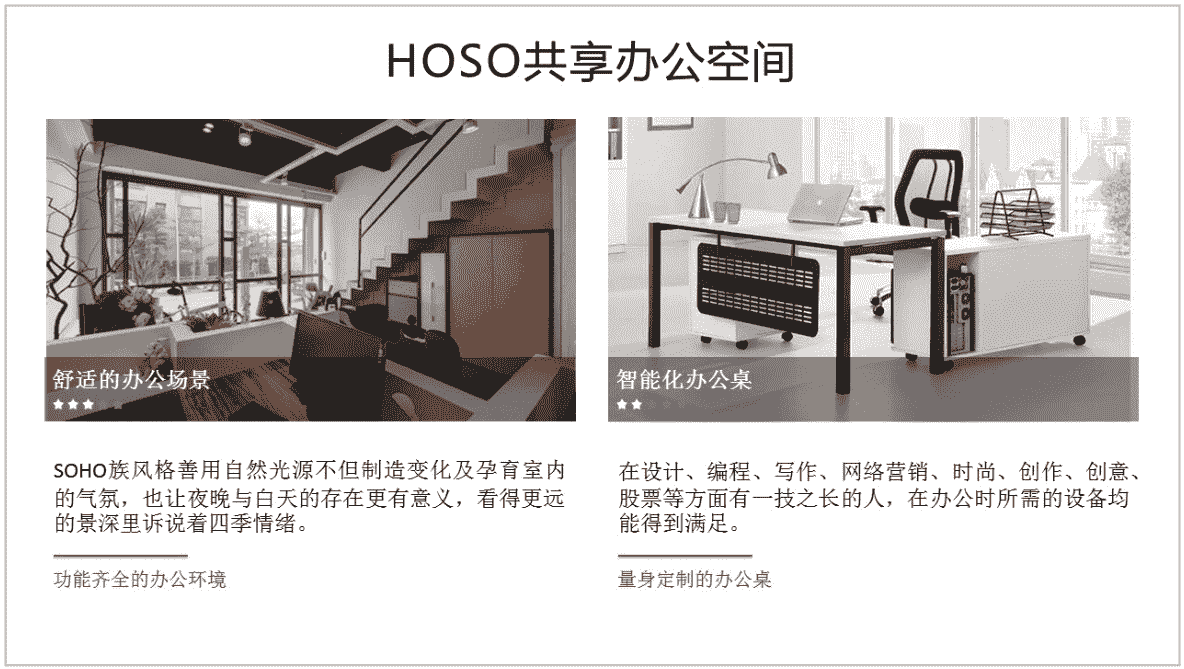 HOSO共享办公空间
舒适的办公场景
智能化办公桌
SOHO族风格善用自然光源不但制造变化及孕育室内
的气氛，也让夜晚与白天的存在更有意义，看得更远
的景深里诉说着四季情绪。
功能齐全的办公环境
在设计、编程、写作、网络营销、时尚、创作、创意、
股票等方面有一技之长的人，在办公时所需的设备均
能得到满足。
量身定制的办公桌